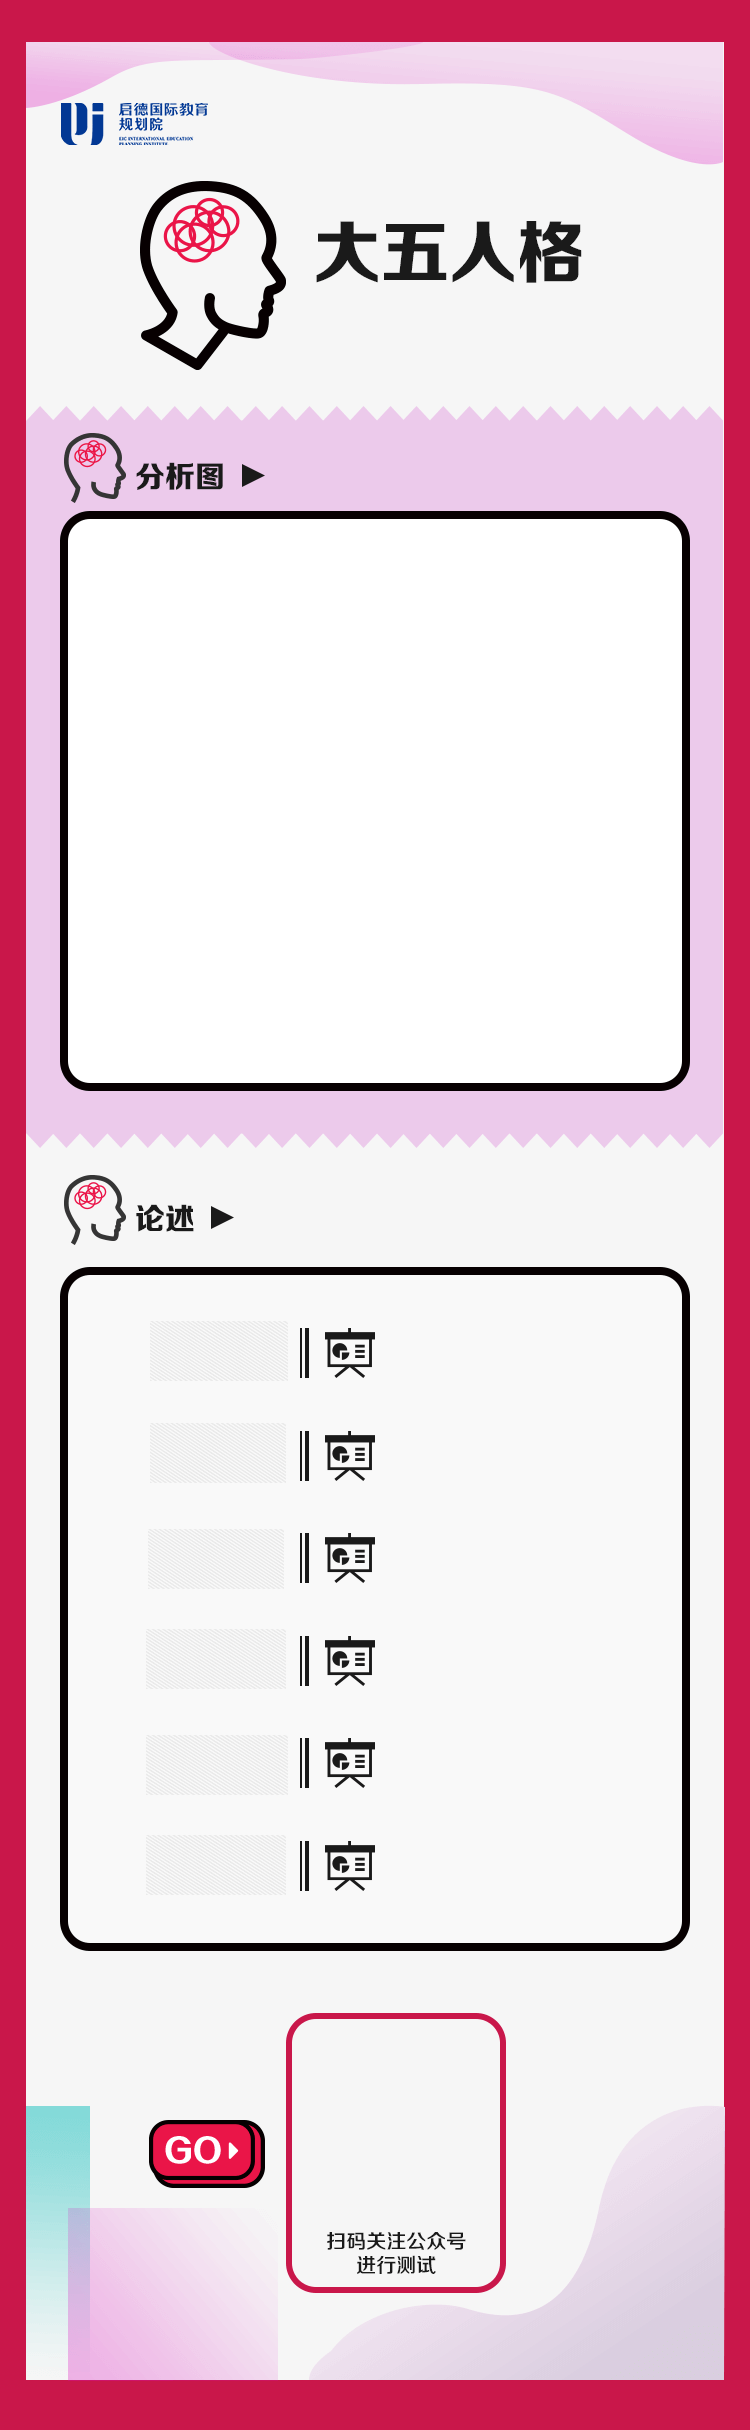 启德国际教育
规划院
EIC INTERNATIONAL EDUCATION
PLANNING INSTITUTE
大五人格
分析图
论述
GO
扫码关注公众号
进行测试